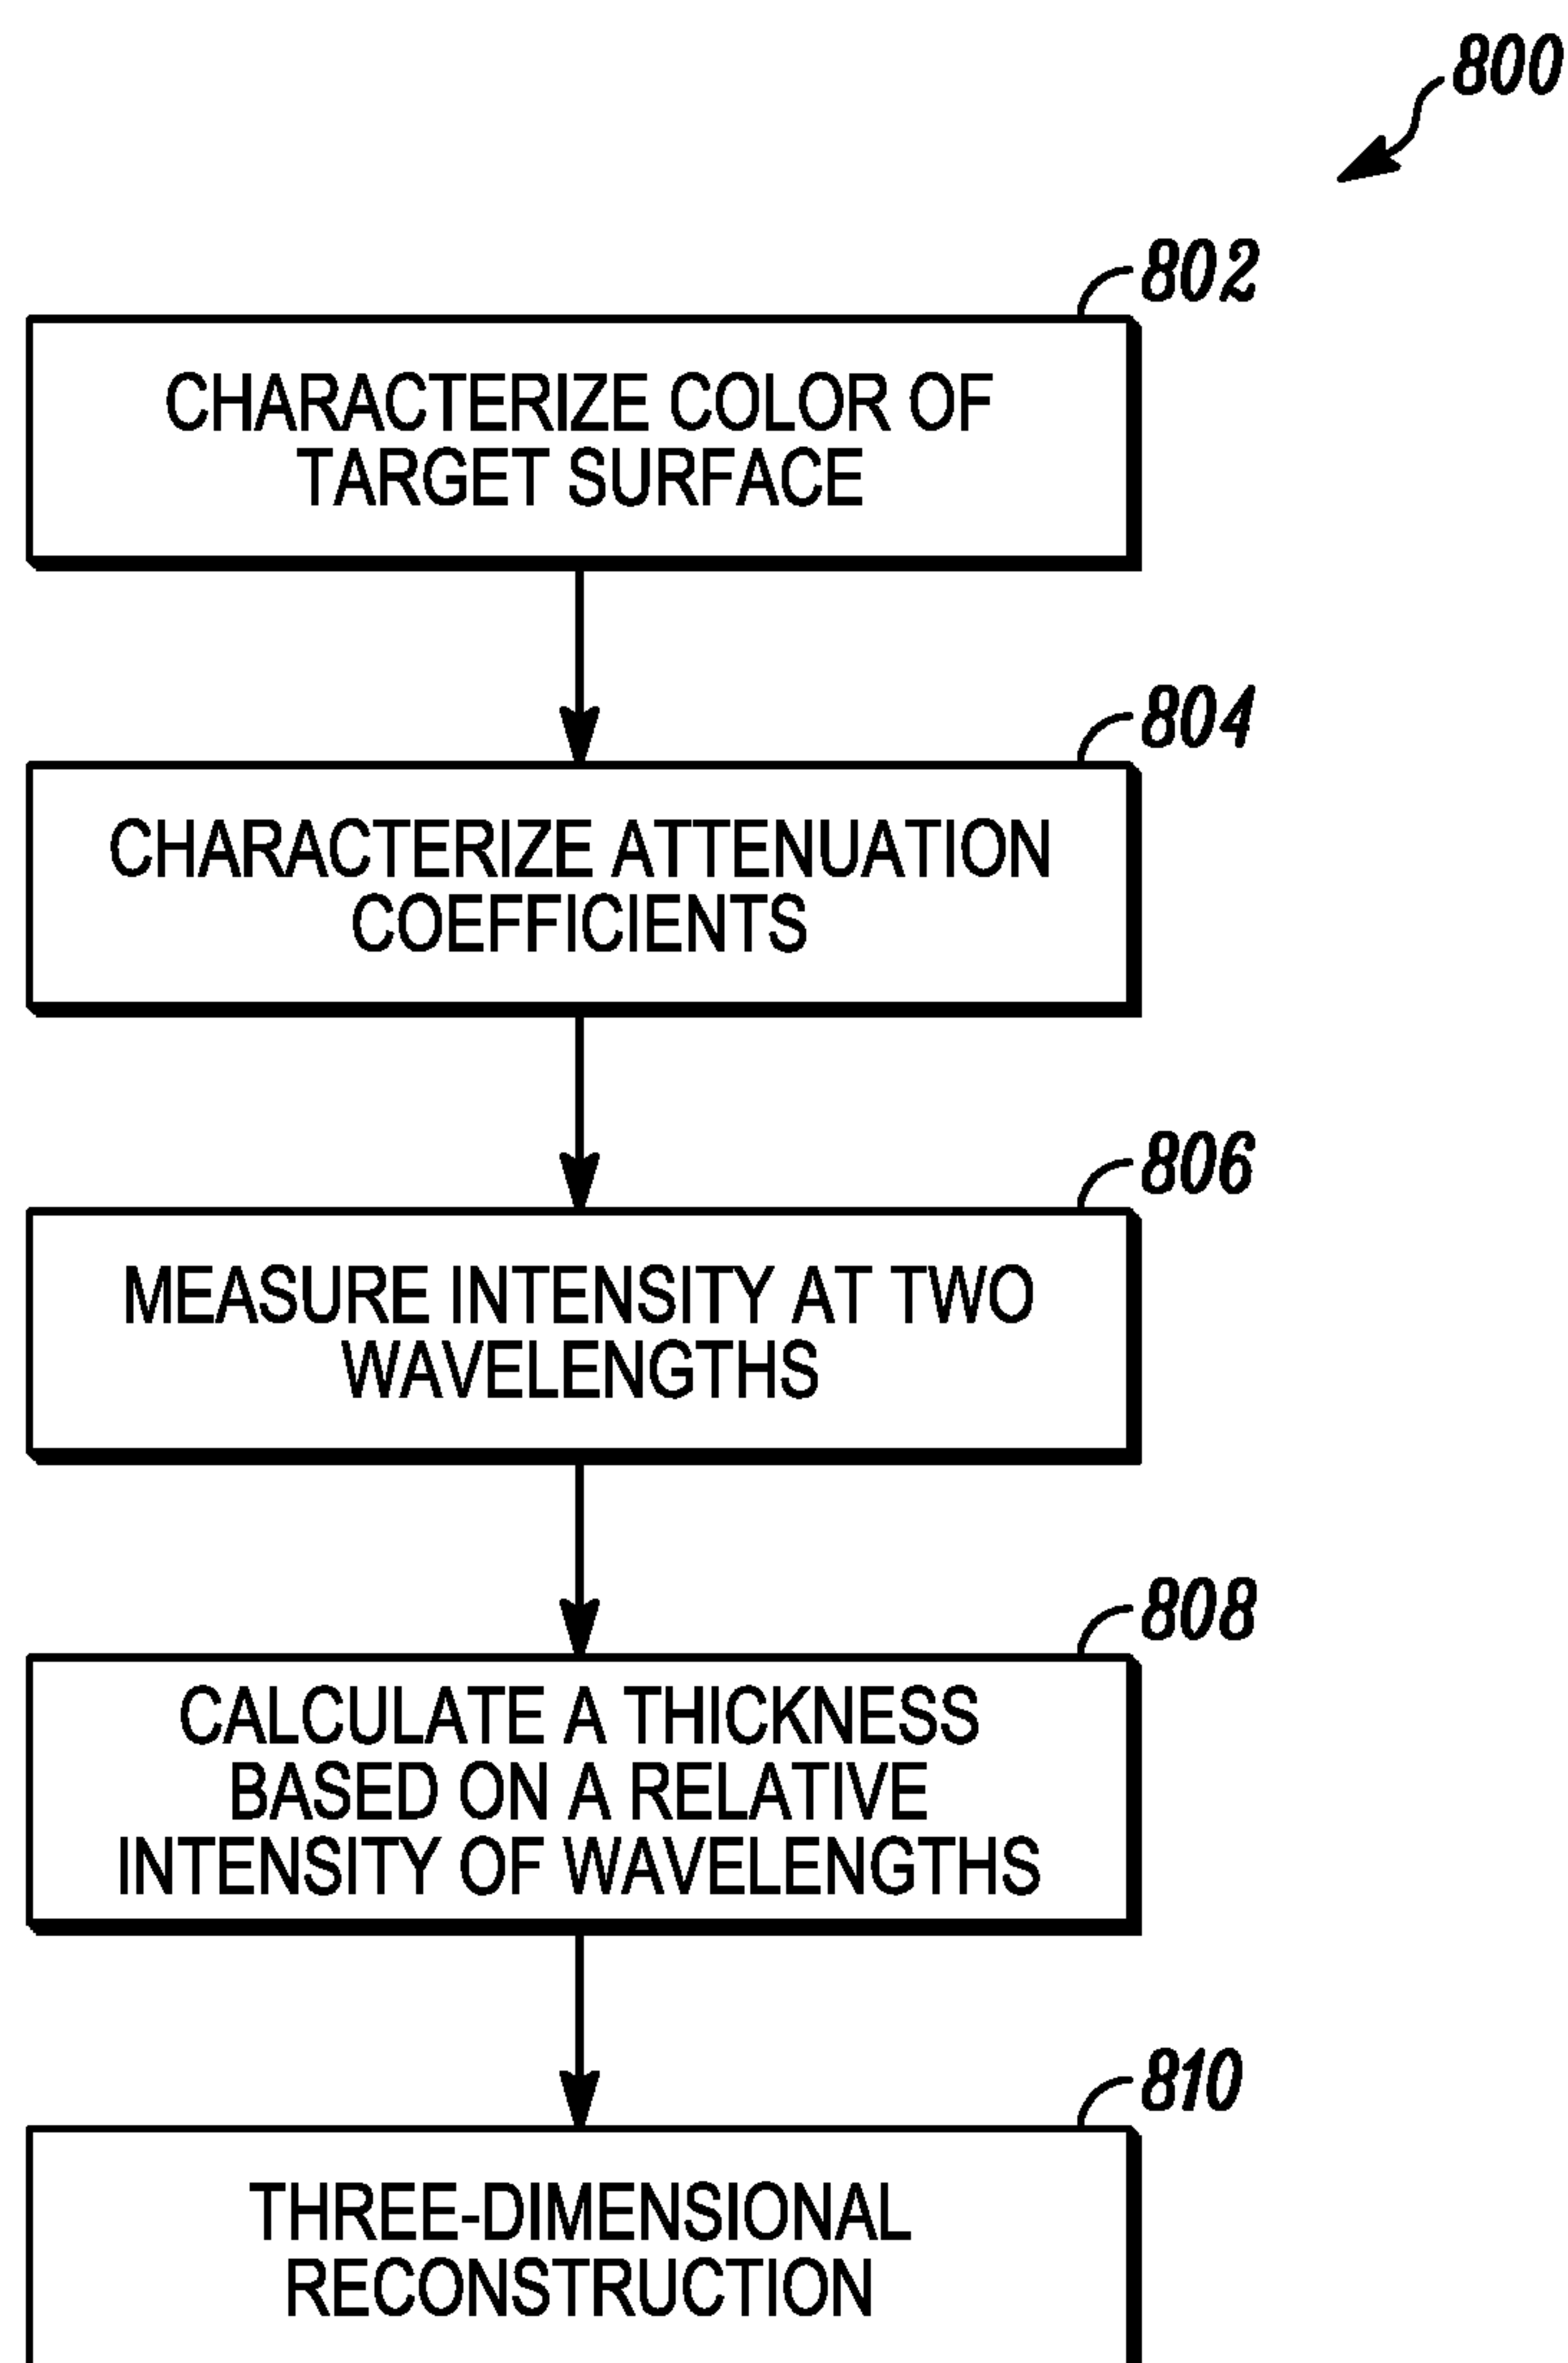 800
802
CHARACTERIZE COLOR OF
TARGET SURFACE
804
CHARACTERIZE ATTENUATION
COEFFICIENTS
806
MEASURE INTENSITY AT TWO
WAVELENGTHS
808
CALCULATE A THICKNESS
BASED ON A RELATIVE
INTENSITY OF WAVELENGTHS
810
THREE-DIMENSIONAL
RECONSTRUCTION